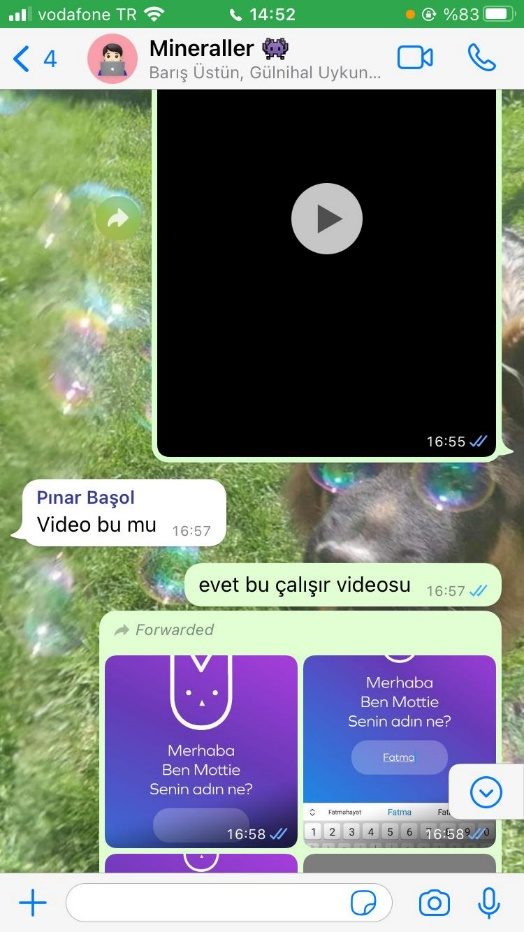 vodafone TR
14:52
%83
4
Mineraller
Barış Üstün, Gülnihal Uykun...
16:55
Pınar Başol
Video bu mu
16:57
evet bu çalışır videosu
16:57
Forwarded
Merhaba
Ben Mottie
Senin adın ne?
16:58
Merhaba
Ben Mottie
Senin adın ne?
Fatma
Fatmahayat Fatma
1 2 3 4 5 6
16:58